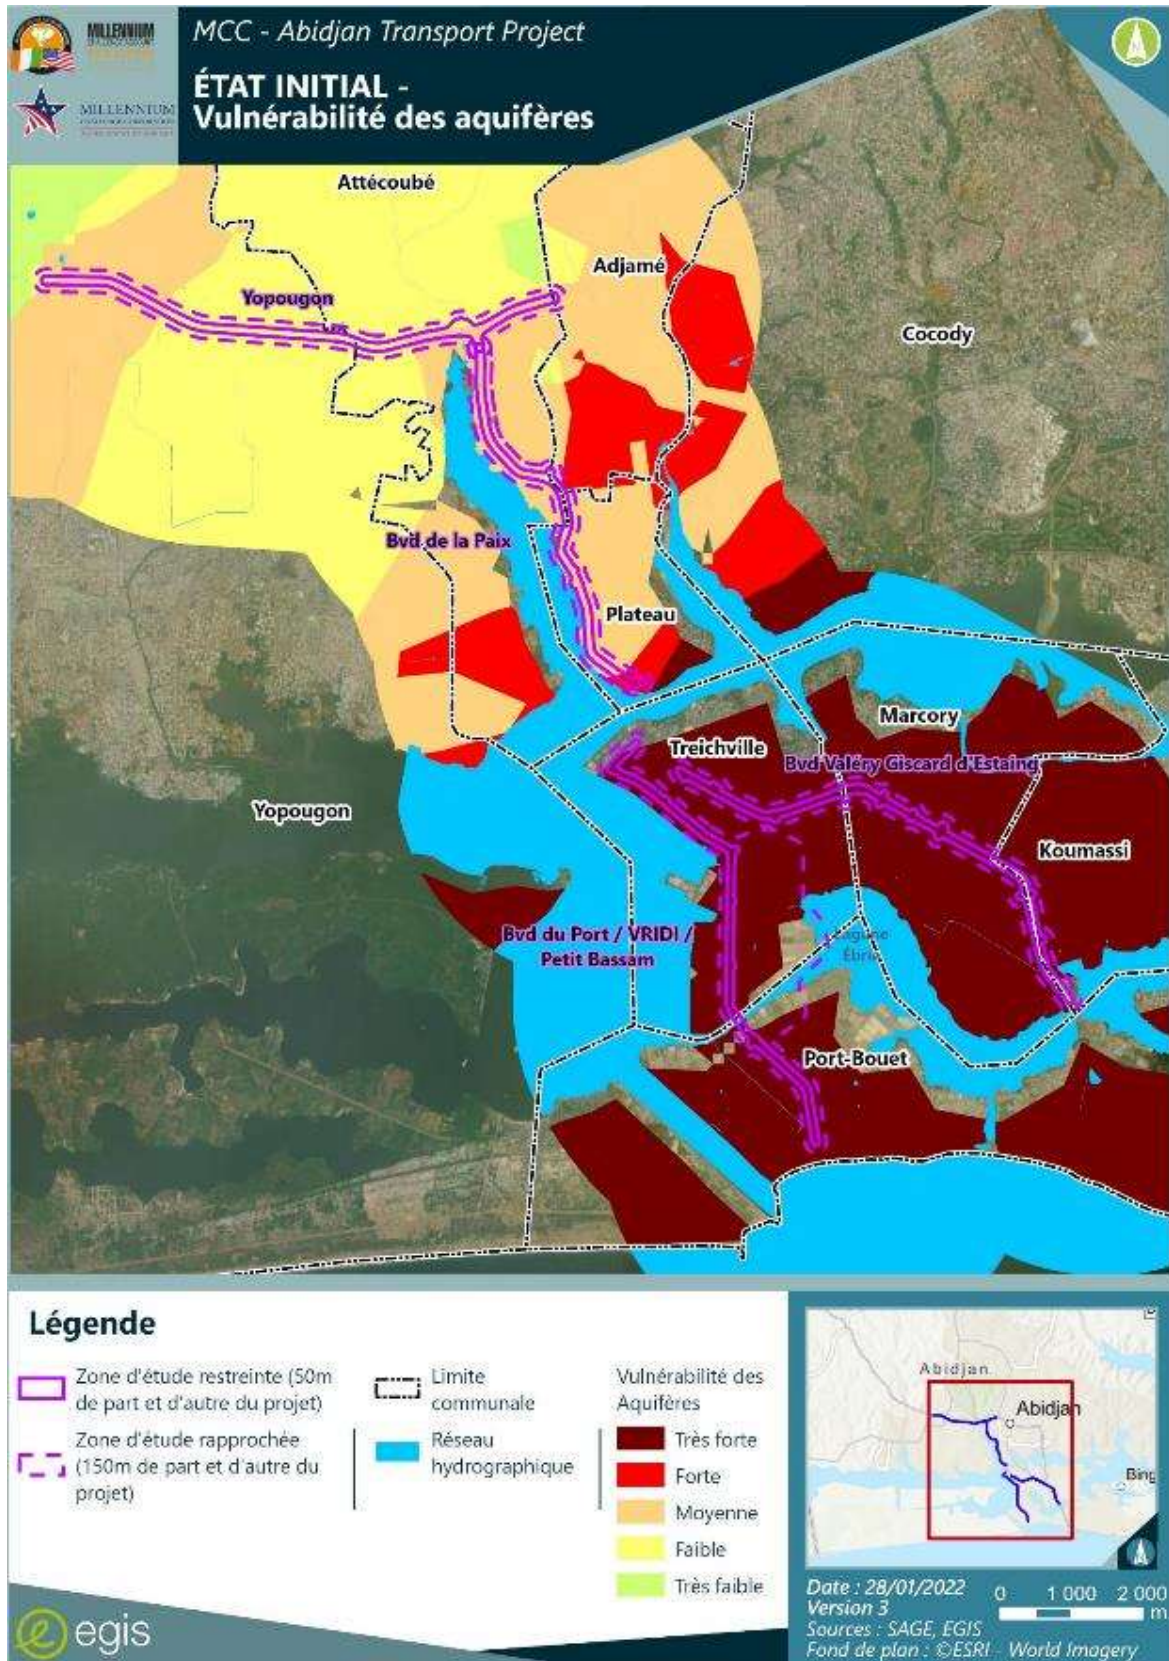 MCC - Abidjan Transport Project
ÉTAT INITIAL -
Vulnérabilité des aquifères
MILLENNIUM
MILLENNIUM
Attécoubé
Adjamé
Yopougon
Cocody
Bvd de la Paix
Plateau
Marcory
Treichville
Bvd Valéry Giscard d'Estaing
Yopougon
Koumassi
Bvd du Port / VRIDI /
Petit Bassam
Lagune
Ébrié
Port-Bouet
Légende
Zone d'étude restreinte (50m
de part et d'autre du projet)
Zone d'étude rapprochée
(150m de part et d'autre du
projet)
Limite
communale
Réseau
hydrographique
Vulnérabilité des
Aquifères
Très forte
Forte
Moyenne
Faible
Très faible
Abidjan
Abidjan
Bing
Date : 28/01/2022
Version 3
Sources : SAGE, EGIS
Fond de plan : ©ESRI - World Imagery
0 1 000 2 000
m
egis